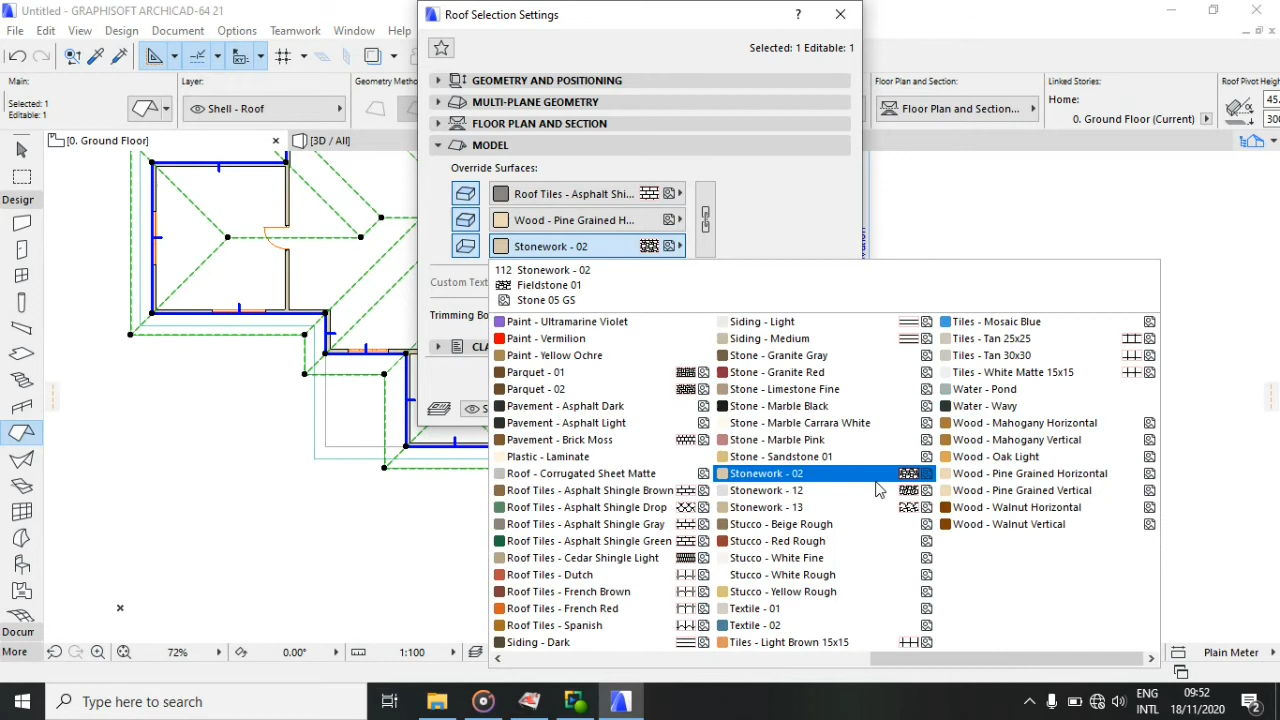 Untitled - GRAPHISOFT ARCHICAD-64 21
File Edit View Design Document Options Teamwork Window Help
Main:
Selected: 1
Editable: 1
Layer:
Shell - Roof
Geometry Metho
[0. Ground Floor]
[3D / All]
Roof Selection Settings
?
Selected: 1 Editable: 1
GEOMETRY AND POSITIONING
MULTI-PLANE GEOMETRY
FLOOR PLAN AND SECTION
MODEL
Override Surfaces:
Roof Tiles - Asphalt Shi...
Wood - Pine Grained H...
Stonework - 02
Custom Text
Trimming Bo
CLA
S
Floor Plan and Section:
Floor Plan and Section...
Linked Stories:
Home:
0. Ground Floor (Current)
Roof Pivot Heigh
45.
300
112 Stonework - 02
Fieldstone 01
Stone 05 GS
Paint - Ultramarine Violet
Paint - Vermilion
Paint - Yellow Ochre
Parquet - 01
Parquet - 02
Pavement - Asphalt Dark
Pavement - Asphalt Light
Pavement - Brick Moss
Plastic - Laminate
Roof - Corrugated Sheet Matte
Roof Tiles - Asphalt Shingle Brown
Roof Tiles - Asphalt Shingle Drop
Roof Tiles - Asphalt Shingle Gray
Roof Tiles - Asphalt Shingle Green
Roof Tiles - Cedar Shingle Light
Roof Tiles - Dutch
Roof Tiles - French Brown
Roof Tiles - French Red
Roof Tiles - Spanish
Siding - Dark
Siding - Light
Siding - Medium
Stone - Granite Gray
Stone - Granite Red
Stone - Limestone Fine
Stone - Marble Black
Stone - Marble Carrara White
Stone - Marble Pink
Stone - Sandstone 01
Stonework - 02
Stonework - 12
Stonework - 13
Stucco - Beige Rough
Stucco - Red Rough
Stucco - White Fine
Stucco - White Rough
Stucco - Yellow Rough
Textile - 01
Textile - 02
Tiles - Light Brown 15x15
Tiles - Mosaic Blue
Tiles - Tan 25x25
Tiles - Tan 30x30
Tiles - White Matte 15x15
Water - Pond
Water - Wavy
Wood - Mahogany Horizontal
Wood - Mahogany Vertical
Wood - Oak Light
Wood - Pine Grained Horizontal
Wood - Pine Grained Vertical
Wood - Walnut Horizontal
Wood - Walnut Vertical
Design
Docum
More
72%
0.00°
1:100
Plain Meter
Type here to search
ENG
INTL
09:52
18/11/2020
2